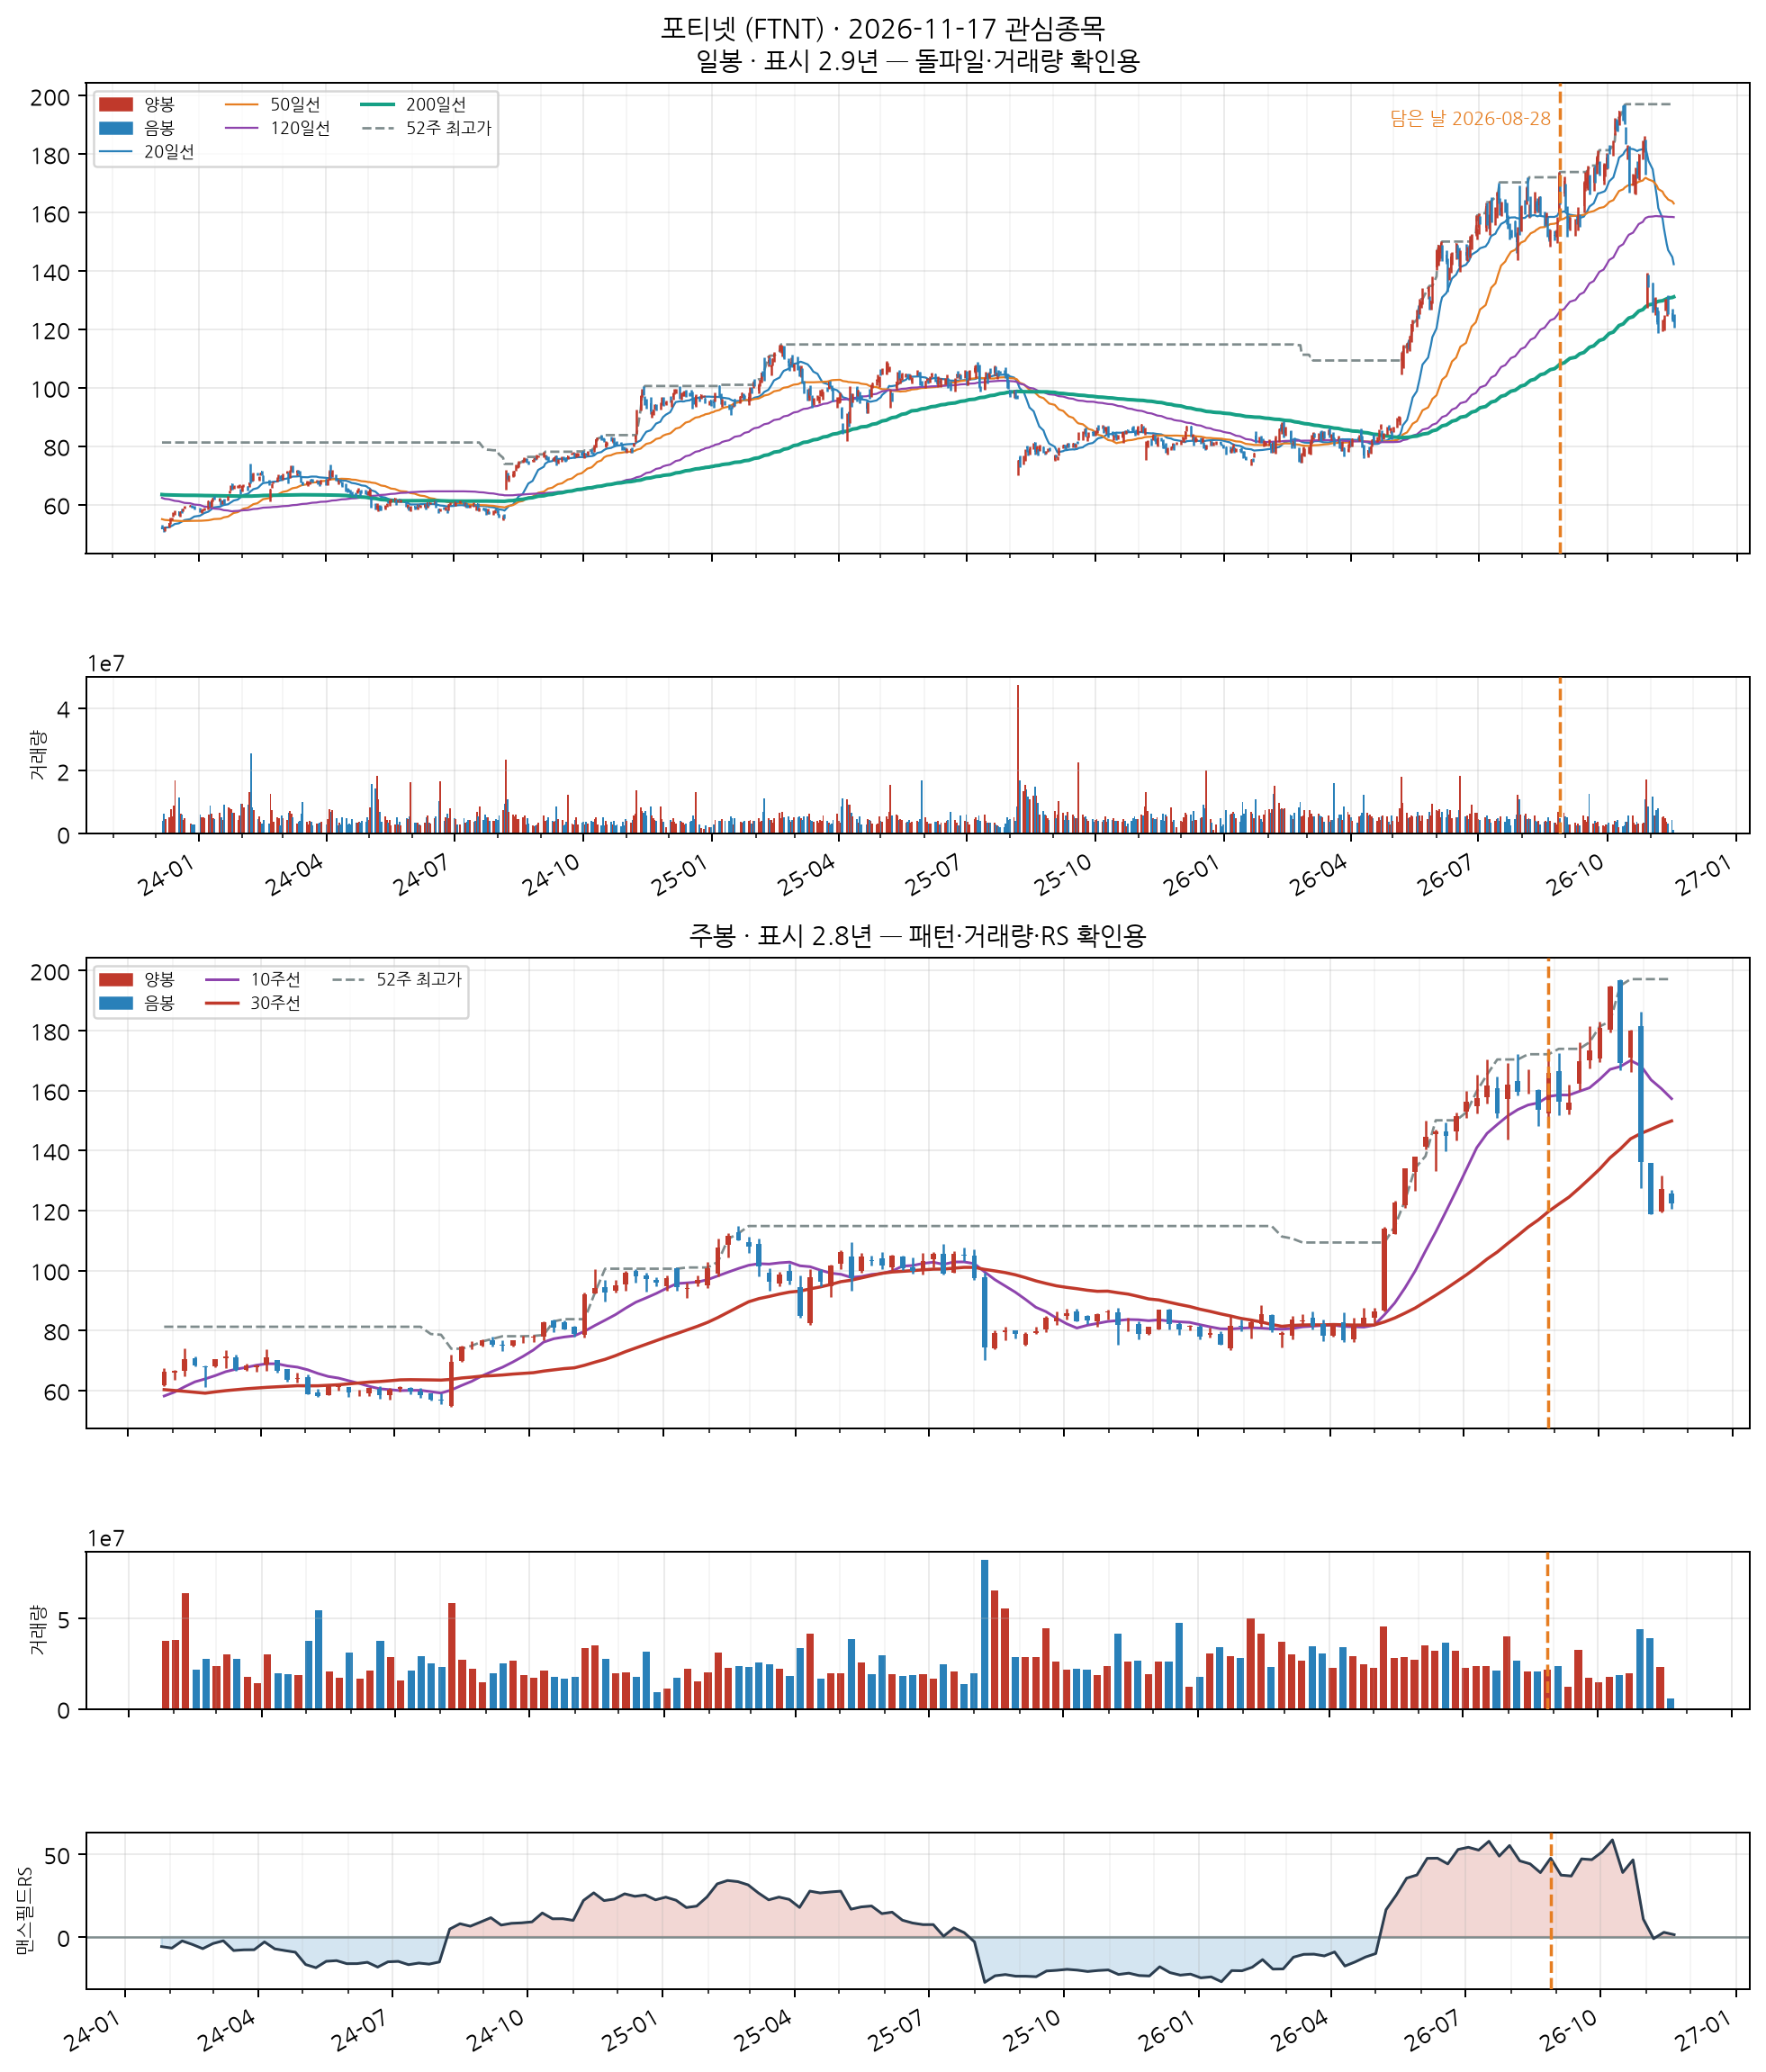 포티넷 (FTNT) · 2026-11-17 관심종목
일봉 · 표시 2.9년 — 돌파일·거래량 확인용
양봉 50일선 200일선
음봉 120일선 52주 최고가
20일선
담은 날 2026-08-28
200
180
160
140
120
100
80
60
1e7
거래량
4
2
0
24-01 24-04 24-07 24-10 25-01 25-04 25-07 25-10 26-01 26-04 26-07 26-10 27-01
주봉 · 표시 2.8년 — 패턴·거래량·RS 확인용
양봉 10주선 52주 최고가
음봉 30주선
200
180
160
140
120
100
80
60
1e7
거래량
5
0
맨스필드RS
50
0
24-01 24-04 24-07 24-10 25-01 25-04 25-07 25-10 26-01 26-04 26-07 26-10 27-01